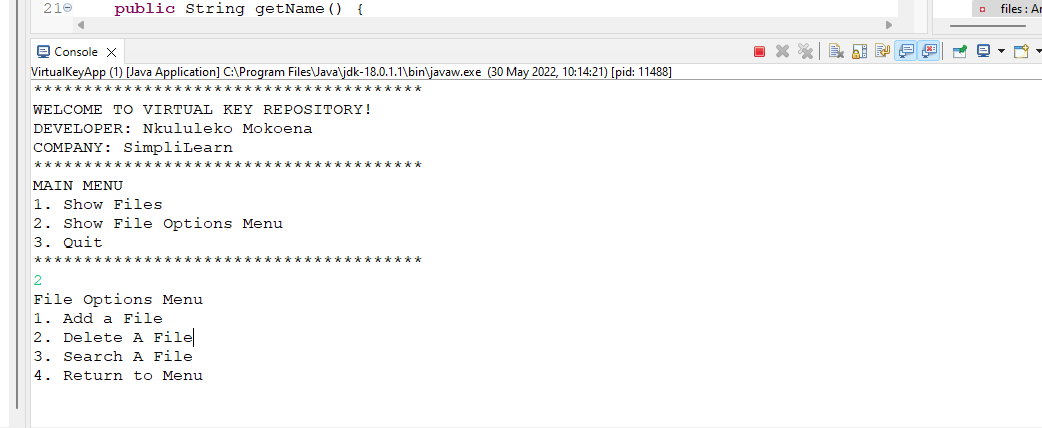 21 public String getName() {
files : Ar
Console
VirtualKeyApp (1) [Java Application] C:\Program Files\Java\jdk-18.0.1.1\bin\javaw.exe (30 May 2022, 10:14:21) [pid: 11488]
***************************************
WELCOME TO VIRTUAL KEY REPOSITORY!
DEVELOPER: Nkululeko Mokoena
COMPANY: SimpliLearn
***************************************
MAIN MENU
1. Show Files
2. Show File Options Menu
3. Quit
***************************************
2
File Options Menu
1. Add a File
2. Delete A File
3. Search A File
4. Return to Menu